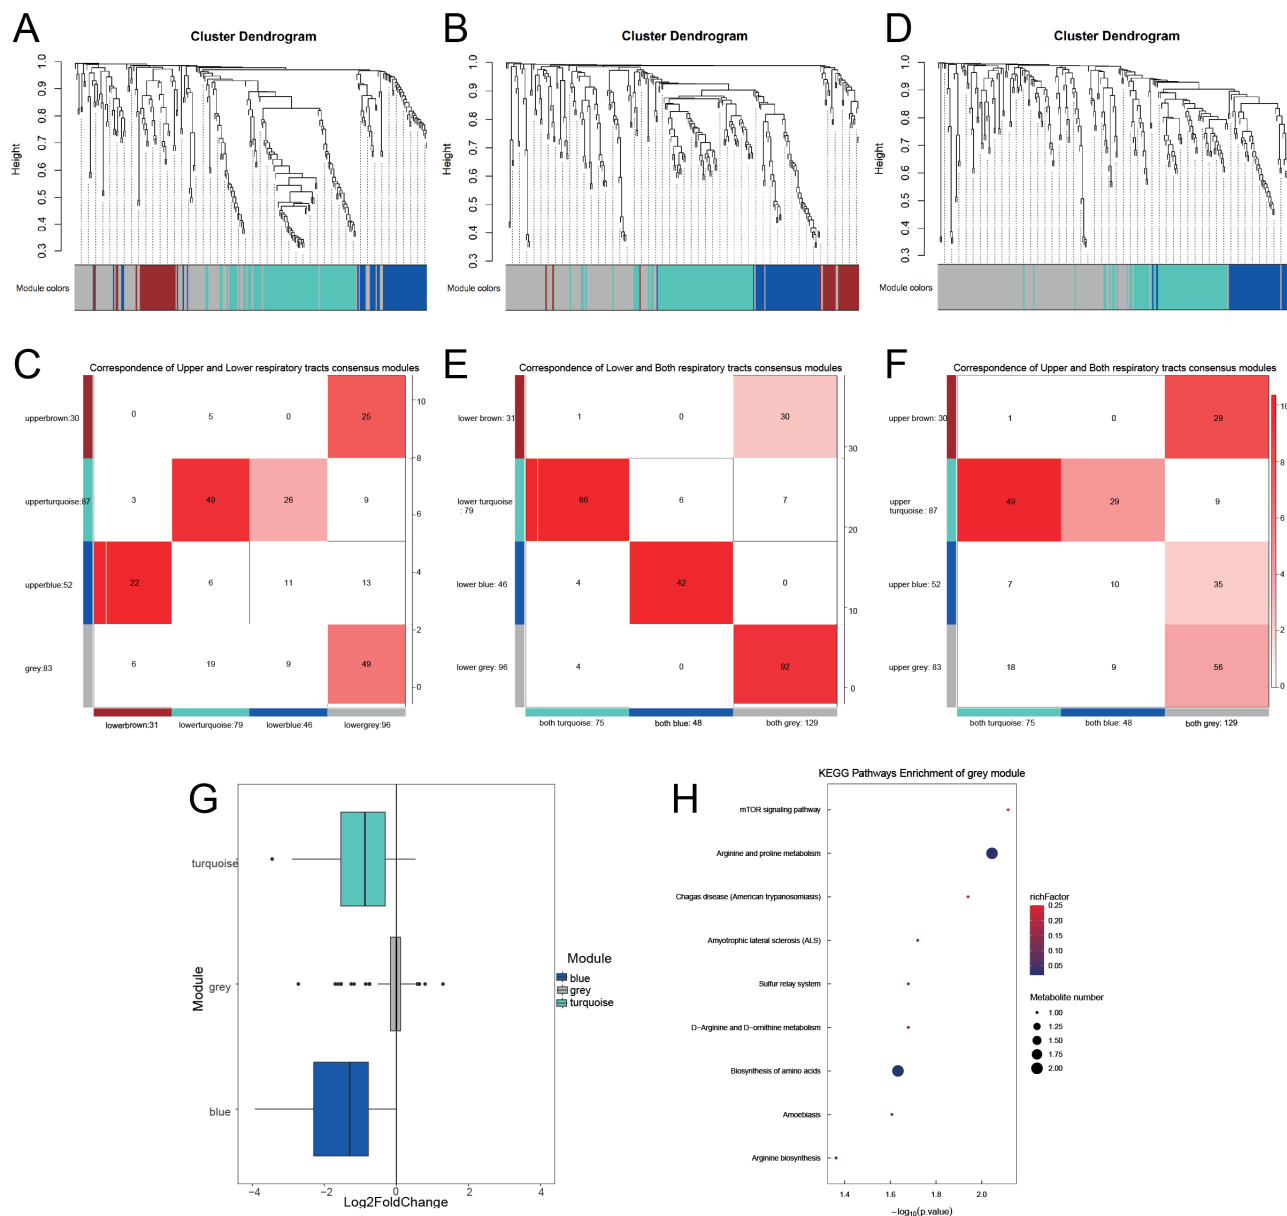 A
Cluster Dendrogram
Height
1.0
0.9
0.8
0.7
0.6
0.5
0.4
0.3
Module colors
B
Cluster Dendrogram
Height
1.0
0.9
0.8
0.7
0.6
0.5
0.4
0.3
Module colors
D
Cluster Dendrogram
Height
1.0
0.9
0.8
0.7
0.6
0.5
0.4
0.3
Module colors
C
Correspondence of Upper and Lower respiratory tracts consensus modules
upperbrown:30
0 5 0 25
upperturquoise:87
3 49 26 9
upperblue:52
22 6 11 13
grey:83
6 19 9 49
lowerbrown:31 lowerturquoise:79 lowerblue:46 lowergrey:96
10
8
6
4
2
0
E
Correspondence of Lower and Both respiratory tracts consensus modules
lower brown: 31
1 0 30
lower turquoise
: 79
66 6 7
lower blue: 46
4 42 0
lower grey: 96
4 0 92
both turquoise: 75 both blue: 48 both grey: 129
30
20
10
0
F
Correspondence of Upper and Both respiratory tracts consensus modules
upper brown: 30
1 0 29
upper
turquoise: 87
49 29 9
upper blue: 52
7 10 35
upper grey: 83
18 9 56
both turquoise: 75 both blue: 48 both grey: 129
10
8
6
4
2
0
G
Module
turquoise
grey
blue
−4 −2 0 2 4
Log2FoldChange
Module
blue
grey
turquoise
H
KEGG Pathways Enrichment of grey module
mTOR signaling pathway
Arginine and proline metabolism
Chagas disease (American trypanosomiasis)
Amyotrophic lateral sclerosis (ALS)
Sulfur relay system
D−Arginine and D−ornithine metabolism
Biosynthesis of amino acids
Amoebiasis
Arginine biosynthesis
1.4 1.6 1.8 2.0
−log10(p.value)
richFactor
0.25
0.20
0.15
0.10
0.05
Metabolite number
1.00
1.25
1.50
1.75
2.00